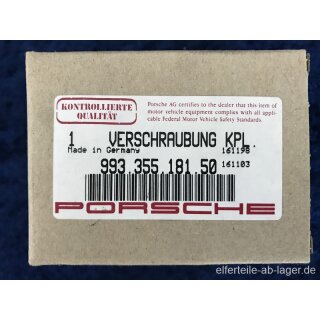 KONTROLLIERTE
QUALITÄT
Porsche AG certifies to the dealer that this item of
motor vehicle equipment complies with all appli-
cable Federal Motor Vehicle Safety Standards.
1 VERSCHRAUBUNG KPL.
Made in Germany 161198
993 355 181 50 161103
PORSCHE
elferteile-ab-lager.de